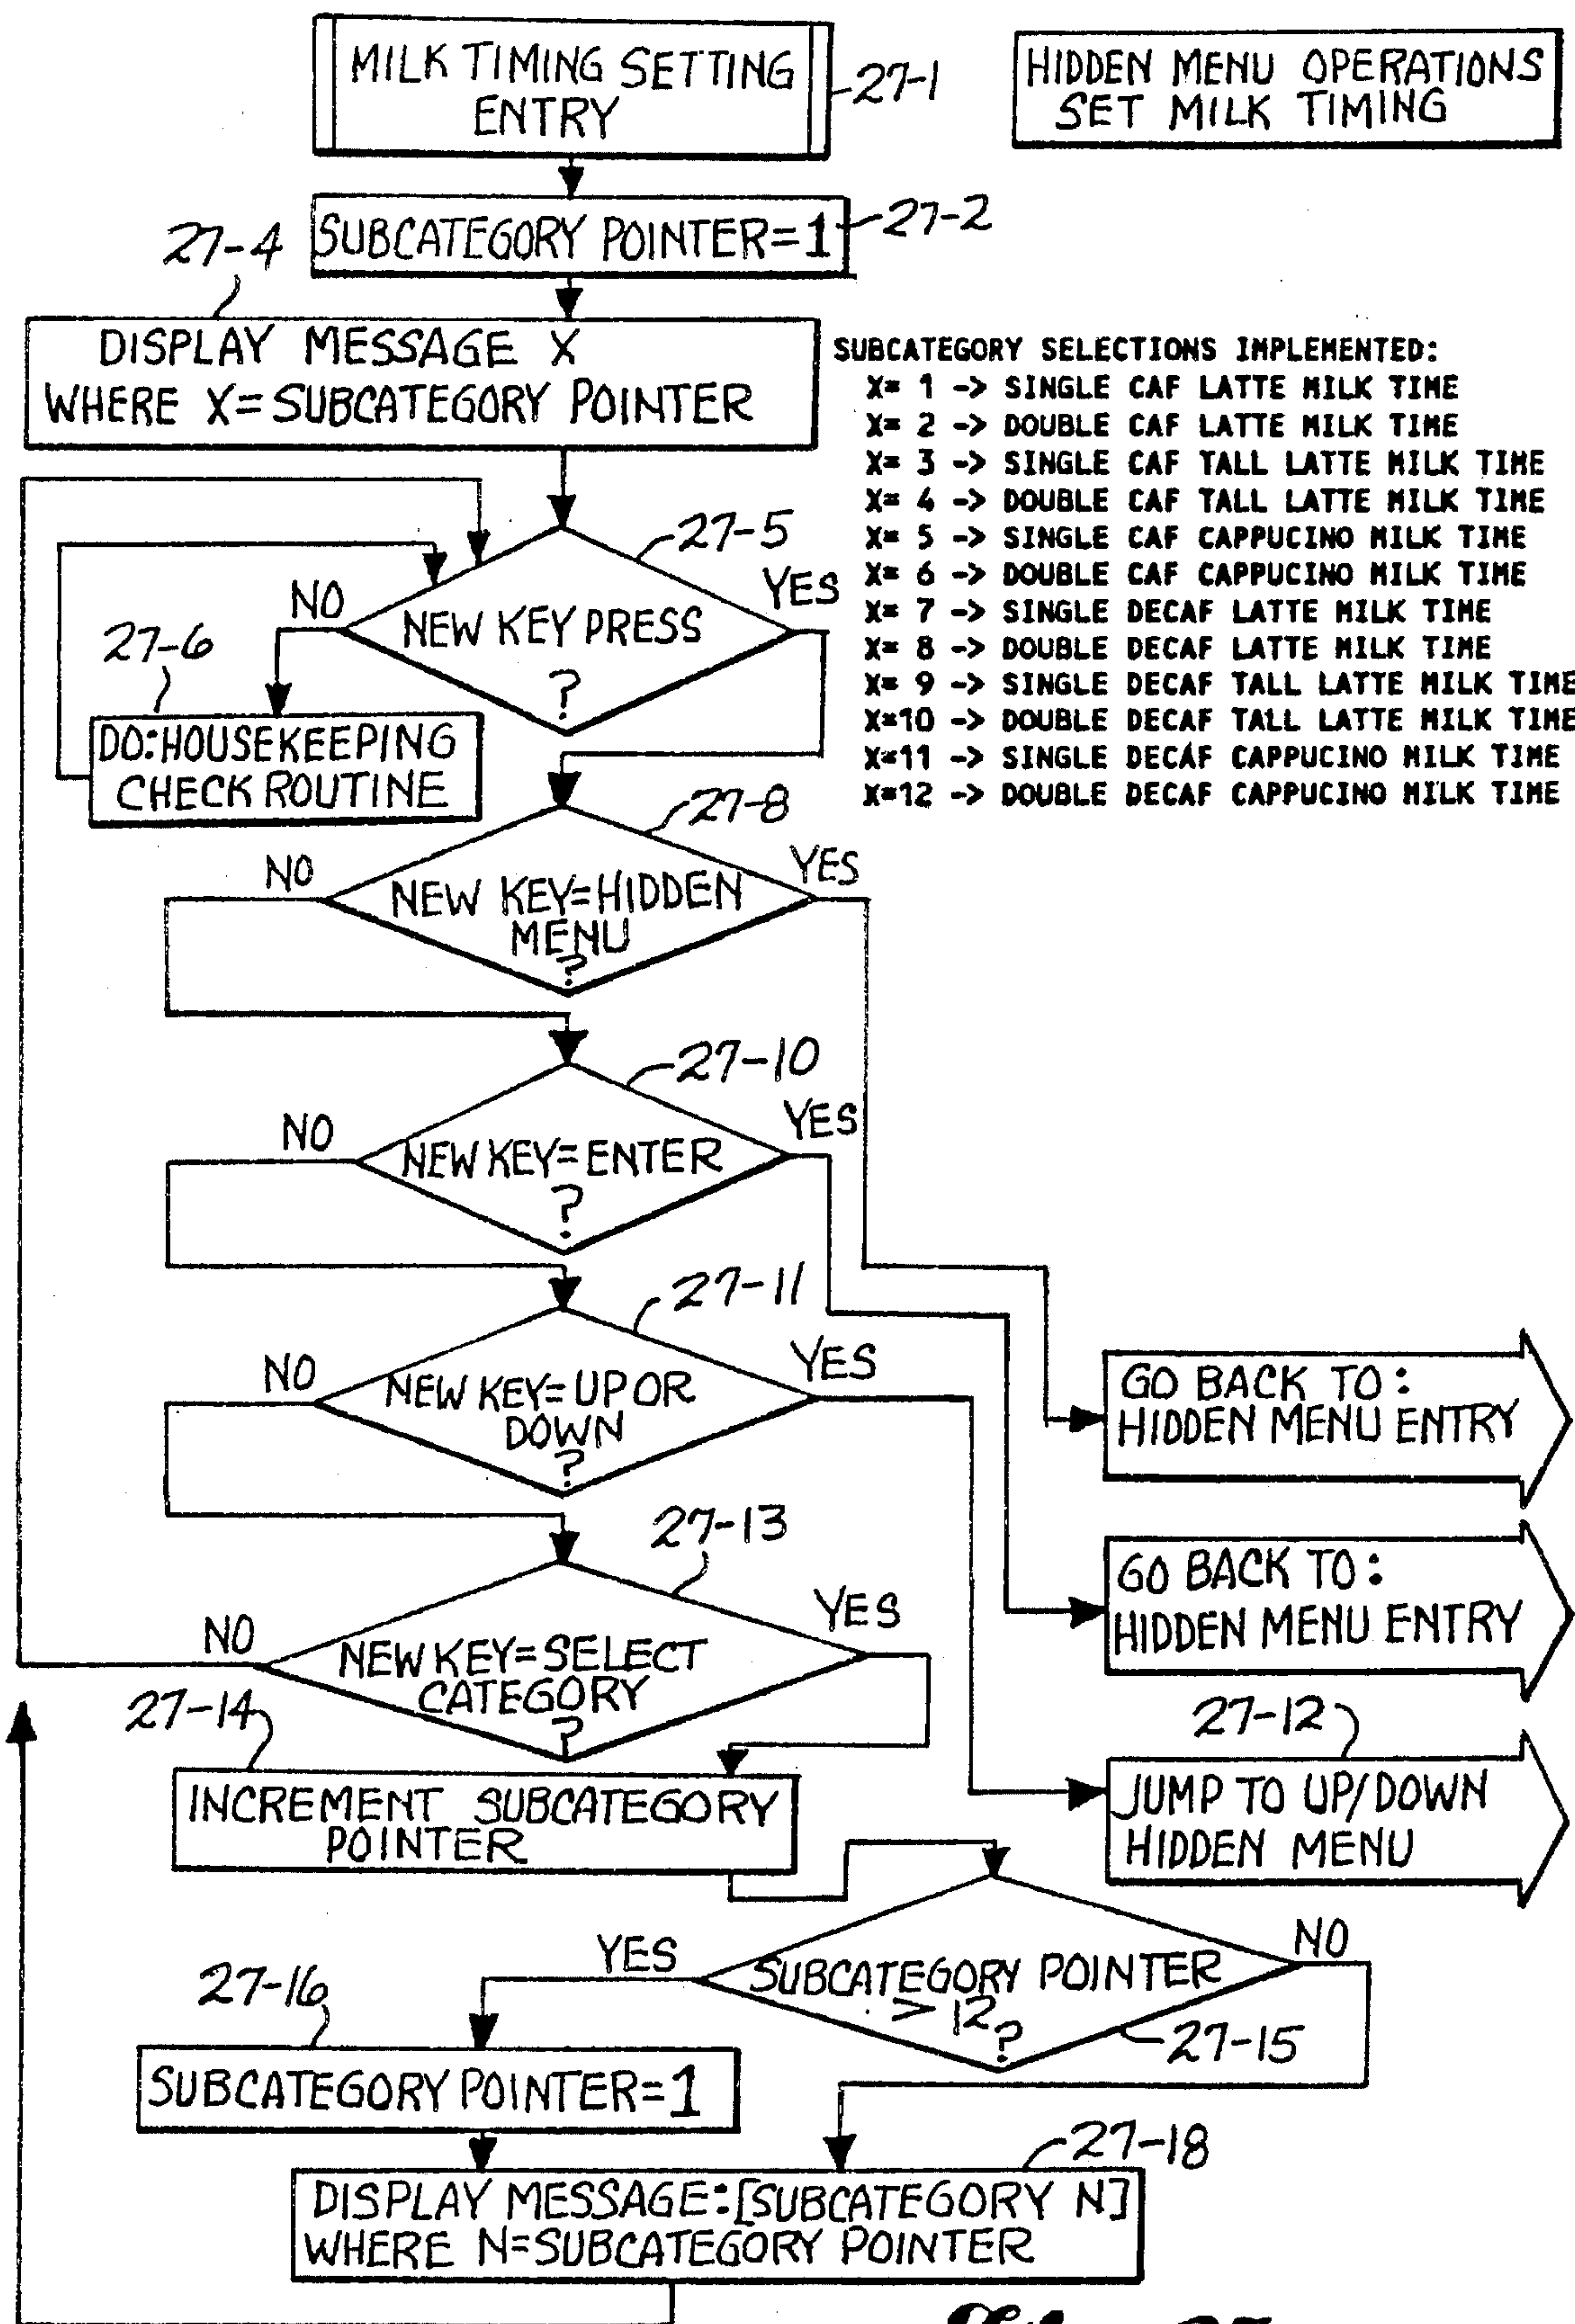 MILK TIMING SETTING
ENTRY
27-1
HIDDEN MENU OPERATIONS
SET MILK TIMING
SUBCATEGORY POINTER=1
27-2
27-4
DISPLAY MESSAGE X
WHERE X=SUBCATEGORY POINTER
SUBCATEGORY SELECTIONS IMPLEMENTED:
X= 1 -> SINGLE CAF LATTE MILK TIME
X= 2 -> DOUBLE CAF LATTE MILK TIME
X= 3 -> SINGLE CAF TALL LATTE MILK TIME
X= 4 -> DOUBLE CAF TALL LATTE MILK TIME
X= 5 -> SINGLE CAF CAPPUCINO MILK TIME
X= 6 -> DOUBLE CAF CAPPUCINO MILK TIME
X= 7 -> SINGLE DECAF LATTE MILK TIME
X= 8 -> DOUBLE DECAF LATTE MILK TIME
X= 9 -> SINGLE DECAF TALL LATTE MILK TIME
X=10 -> DOUBLE DECAF TALL LATTE MILK TIME
X=11 -> SINGLE DECAF CAPPUCINO MILK TIME
X=12 -> DOUBLE DECAF CAPPUCINO MILK TIME
27-5
NO
YES
NEW KEY PRESS
?
27-6
DO:HOUSEKEEPING
CHECK ROUTINE
27-8
NO
YES
NEW KEY=HIDDEN
MENU
?
27-10
NO
YES
NEW KEY=ENTER
?
27-11
NO
YES
NEW KEY=UP OR
DOWN
?
GO BACK TO:
HIDDEN MENU ENTRY
27-13
GO BACK TO:
HIDDEN MENU ENTRY
NO
YES
NEW KEY=SELECT
CATEGORY
?
27-14
27-12
INCREMENT SUBCATEGORY
POINTER
JUMP TO UP/DOWN
HIDDEN MENU
YES
NO
SUBCATEGORY POINTER
> 12
?
27-15
27-16
SUBCATEGORY POINTER=1
27-18
DISPLAY MESSAGE:[SUBCATEGORY N]
WHERE N=SUBCATEGORY POINTER